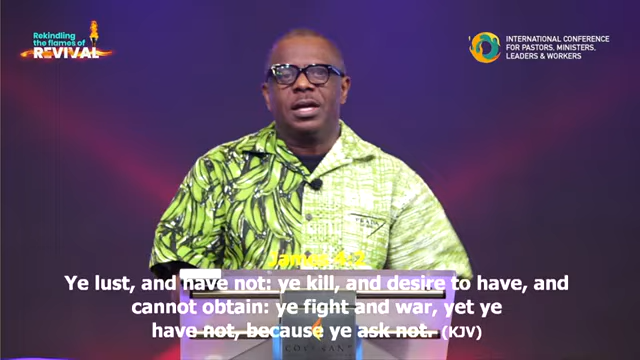 Rekindling
the flames of
REVIVAL
INTERNATIONAL CONFERENCE
FOR PASTORS, MINISTERS,
LEADERS & WORKERS
PRADA
James 4:2
Ye lust, and have not: ye kill, and desire to have, and
cannot obtain: ye fight and war, yet ye
have not, because ye ask not. (KJV)
COVENANT